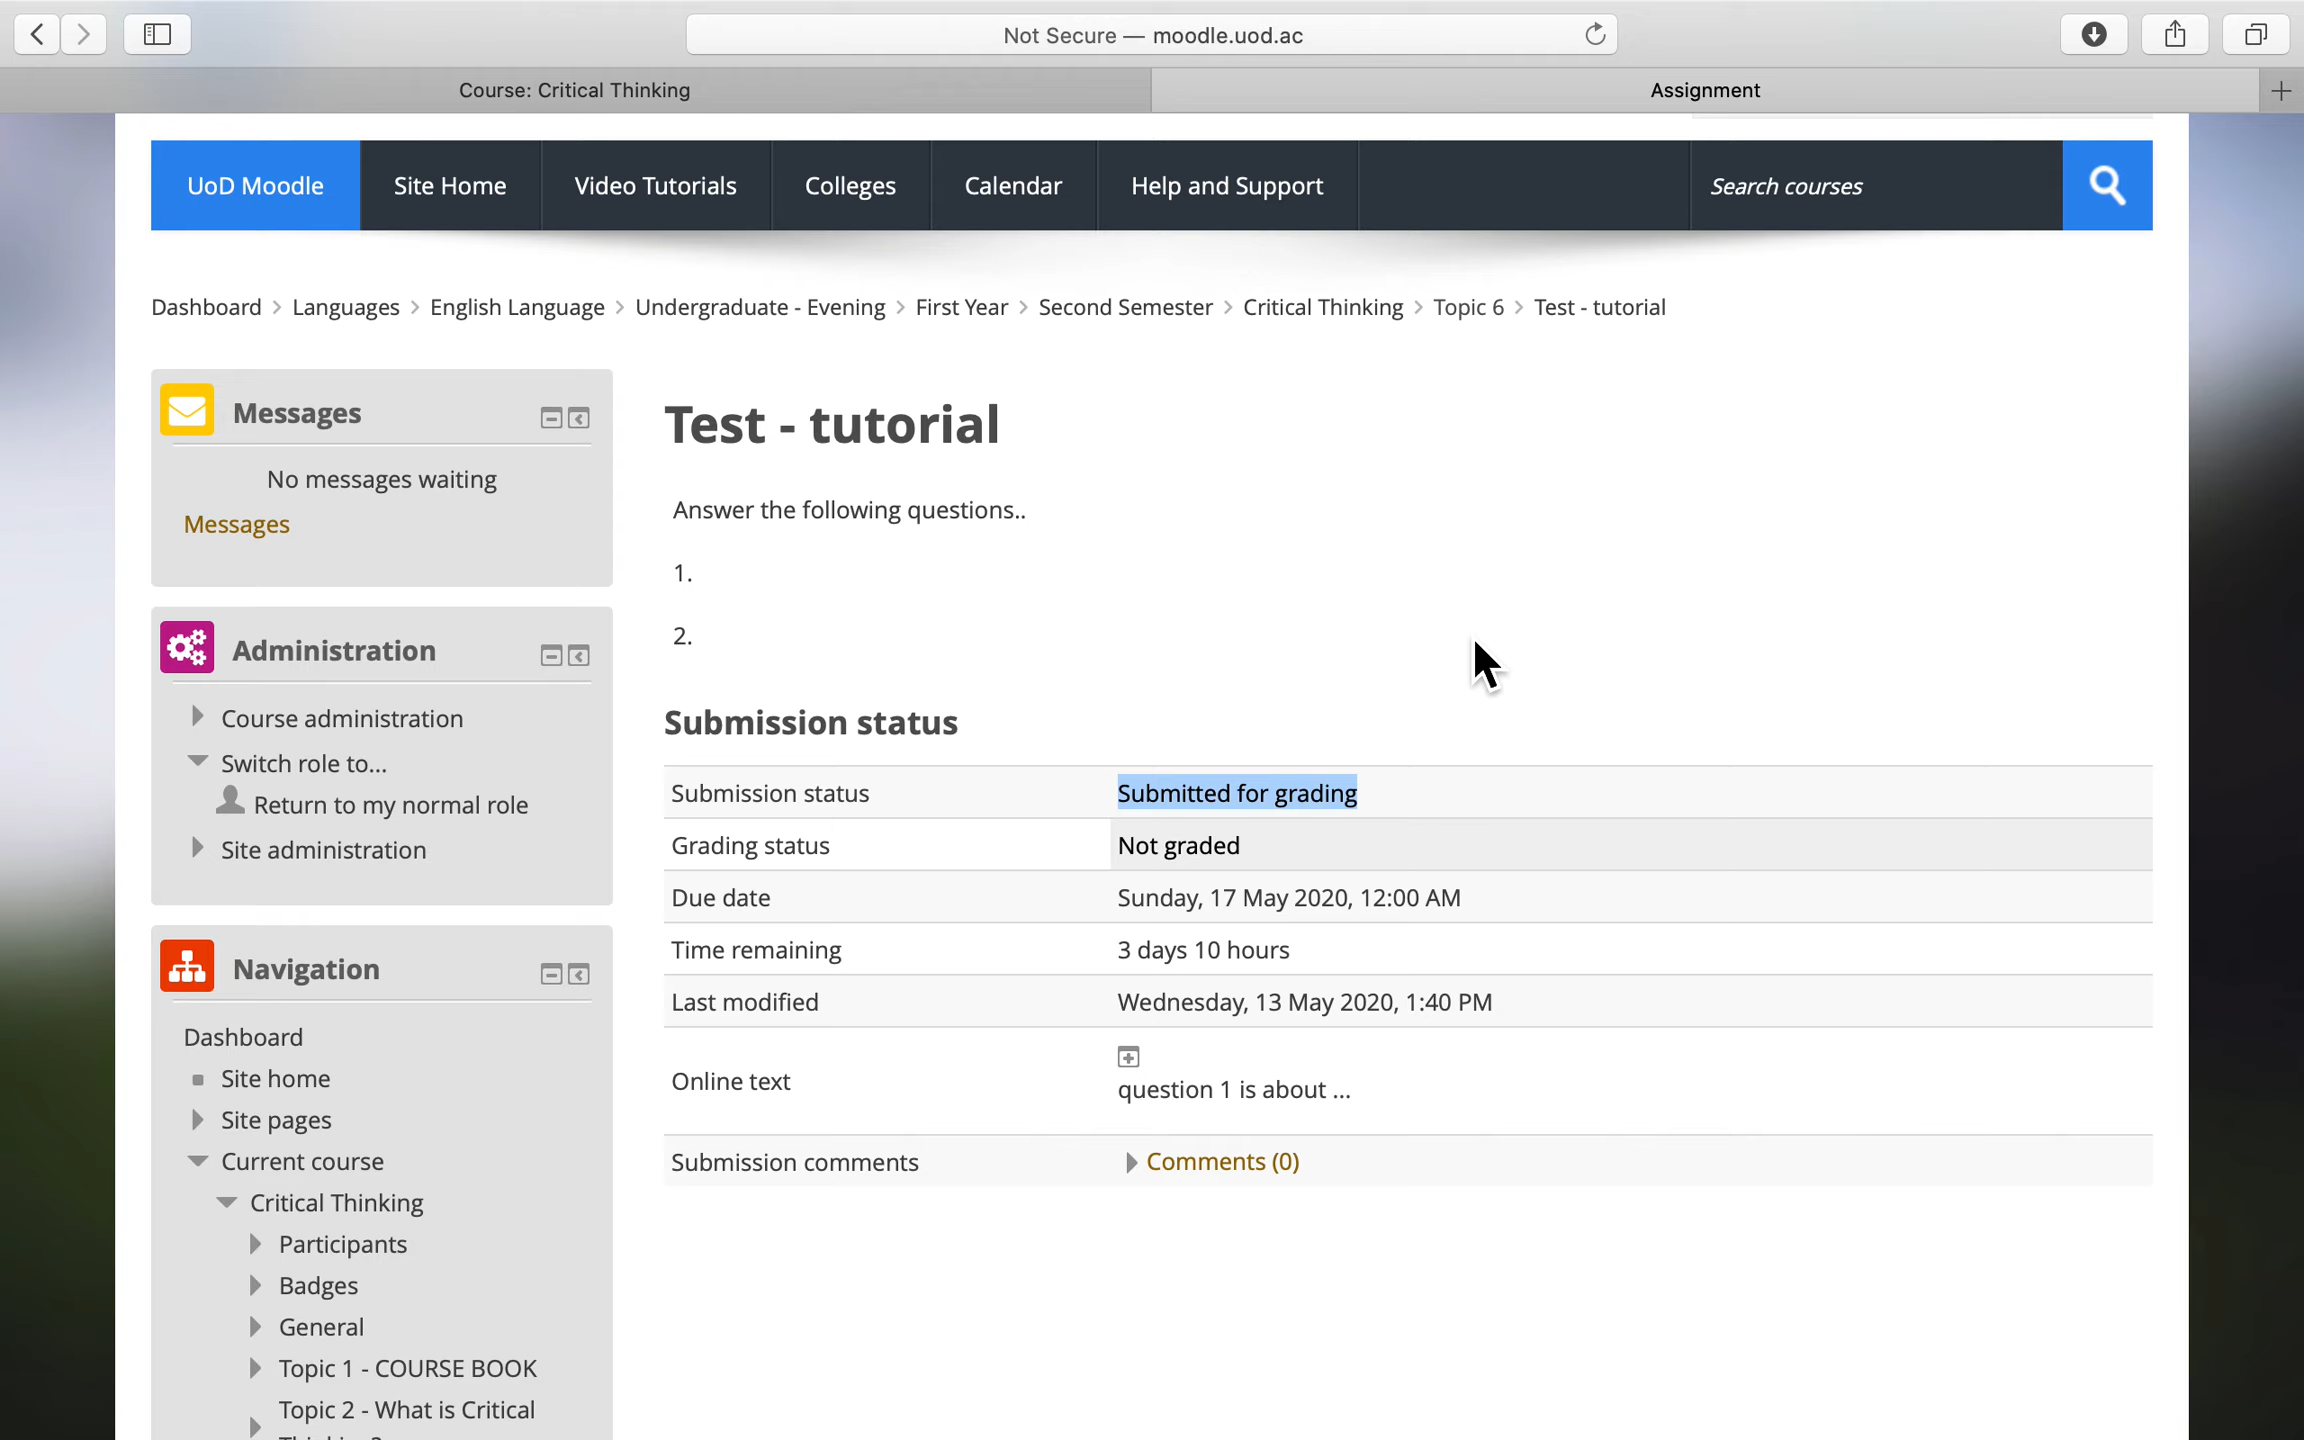 Not Secure — moodle.uod.ac
Course: Critical Thinking
Assignment
UoD Moodle
Site Home
Video Tutorials
Colleges
Calendar
Help and Support
Search courses
Dashboard > Languages > English Language > Undergraduate - Evening > First Year > Second Semester > Critical Thinking > Topic 6 > Test - tutorial
Messages
No messages waiting
Messages
Administration
Course administration
Switch role to...
Return to my normal role
Site administration
Navigation
Dashboard
Site home
Site pages
Current course
Critical Thinking
Participants
Badges
General
Topic 1 - COURSE BOOK
Topic 2 - What is Critical
Test - tutorial
Answer the following questions..
1.
2.
Submission status
Submission status Submitted for grading
Grading status Not graded
Due date Sunday, 17 May 2020, 12:00 AM
Time remaining 3 days 10 hours
Last modified Wednesday, 13 May 2020, 1:40 PM
Online text question 1 is about ...
Submission comments Comments (0)